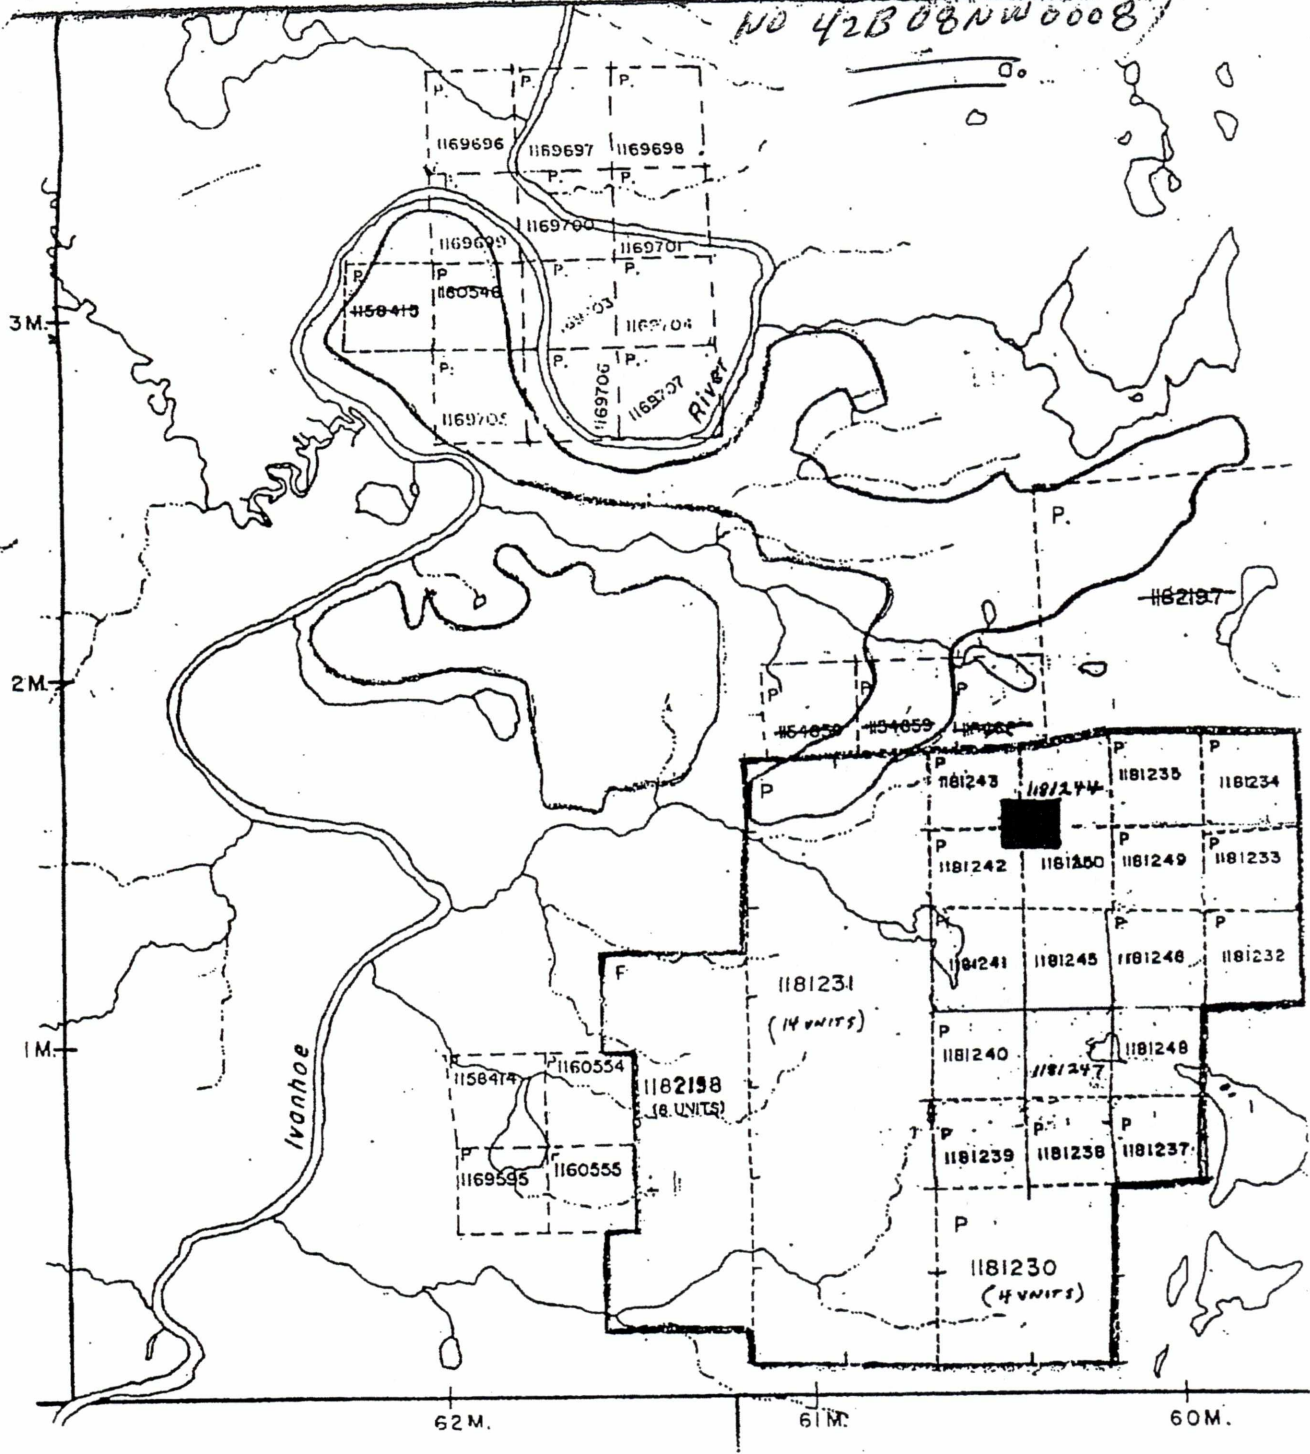 NO 42B08NW0008
P. P. P.
1169696 1169697 1169698
P. P.
1169699 1169700 1169701
P. P P. P.
1158415 1160546
1169704
3M.
P. P. P.
1169705 1169706 1169707
River
P.
1182197
2M.
P P P
1154859
P P P P
1181243 1181244 1181235 1181234
P P P
1181242 1181250 1181249 1181233
P P
1181241 1181245 1181246 1181232
1181231
(14 UNITS)
1M.
P
1181240 1181247 1181248
Ivanhoe
1158414 1160554
1182198
(8 UNITS)
P P P
1181239 1181238 1181237
P
1169595 1160555
P
1181230
(4 UNITS)
62M. 61M. 60M.